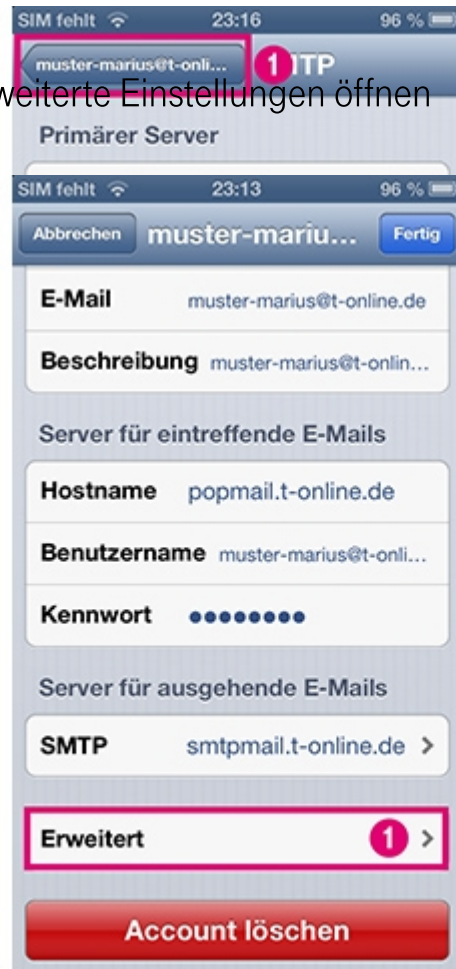 SIM fehlt 23:16 96 %
muster-marius@t-onli... 1 TP
weiterte Einstellungen öffnen
Primärer Server
SIM fehlt 23:13 96 %
Abbrechen muster-mariu... Fertig
E-Mail muster-marius@t-online.de
Beschreibung muster-marius@t-onlin...
Server für eintreffende E-Mails
Hostname popmail.t-online.de
Benutzername muster-marius@t-onli...
Kennwort ●●●●●●●●
Server für ausgehende E-Mails
SMTP smtpmail.t-online.de >
Erweitert 1 >
Account löschen